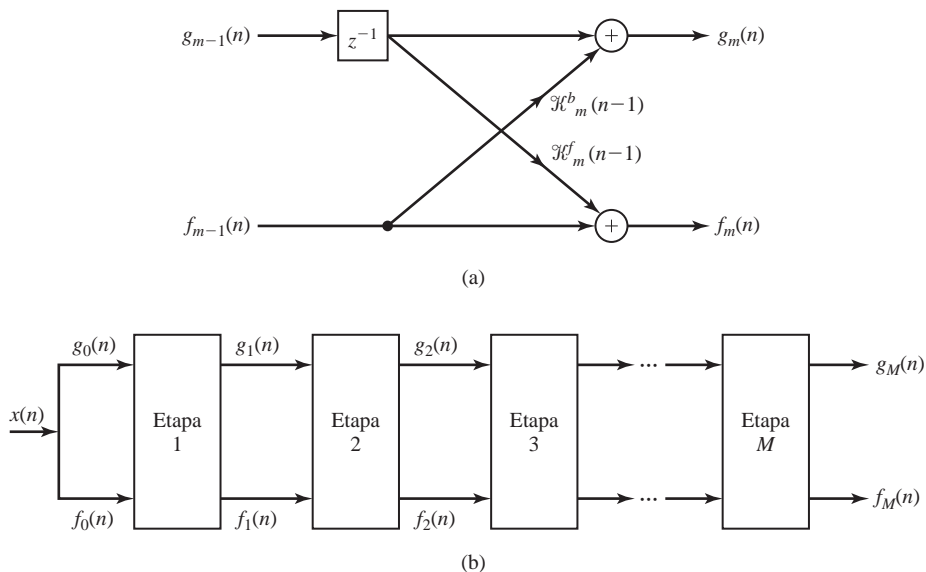 g_{m−1}(n) z^{−1} + g_m(n)
𝒦^b_m(n−1)
𝒦^f_m(n−1)
f_{m−1}(n) + f_m(n)
(a)
g_0(n) g_1(n) g_2(n) ... g_M(n)
x(n)
Etapa 1
Etapa 2
Etapa 3
Etapa M
f_0(n) f_1(n) f_2(n) ... f_M(n)
(b)